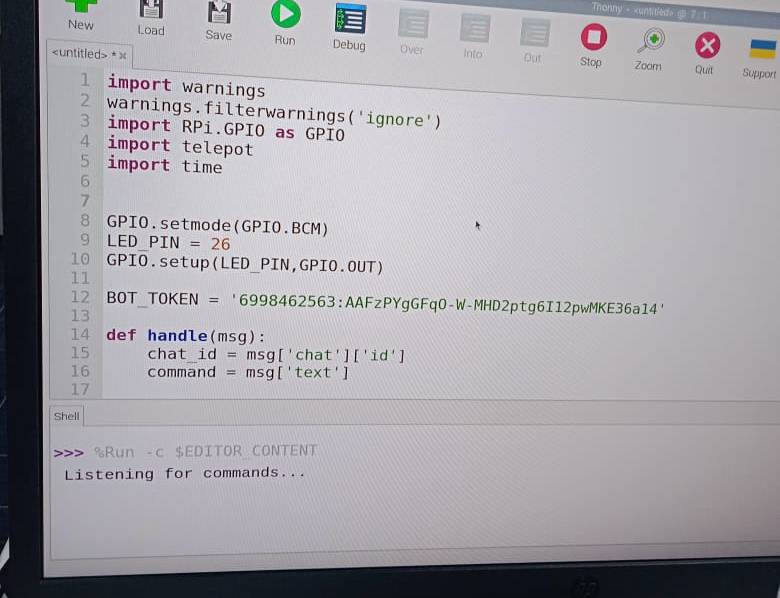 Thonny - <untitled> @ 7 : 1
New
Load
Save
Run
Debug
Over
Into
Out
Stop
Zoom
Quit
Support
<untitled> * ×
1 import warnings
2 warnings.filterwarnings('ignore')
3 import RPi.GPIO as GPIO
4 import telepot
5 import time
6
7
8 GPIO.setmode(GPIO.BCM)
9 LED_PIN = 26
10 GPIO.setup(LED_PIN,GPIO.OUT)
11
12 BOT_TOKEN = '6998462563:AAFzPYgGFqO-W-MHD2ptg6I12pwMKE36a14'
13
14 def handle(msg):
15 chat_id = msg['chat']['id']
16 command = msg['text']
17
Shell
>>> %Run -c $EDITOR_CONTENT
Listening for commands...